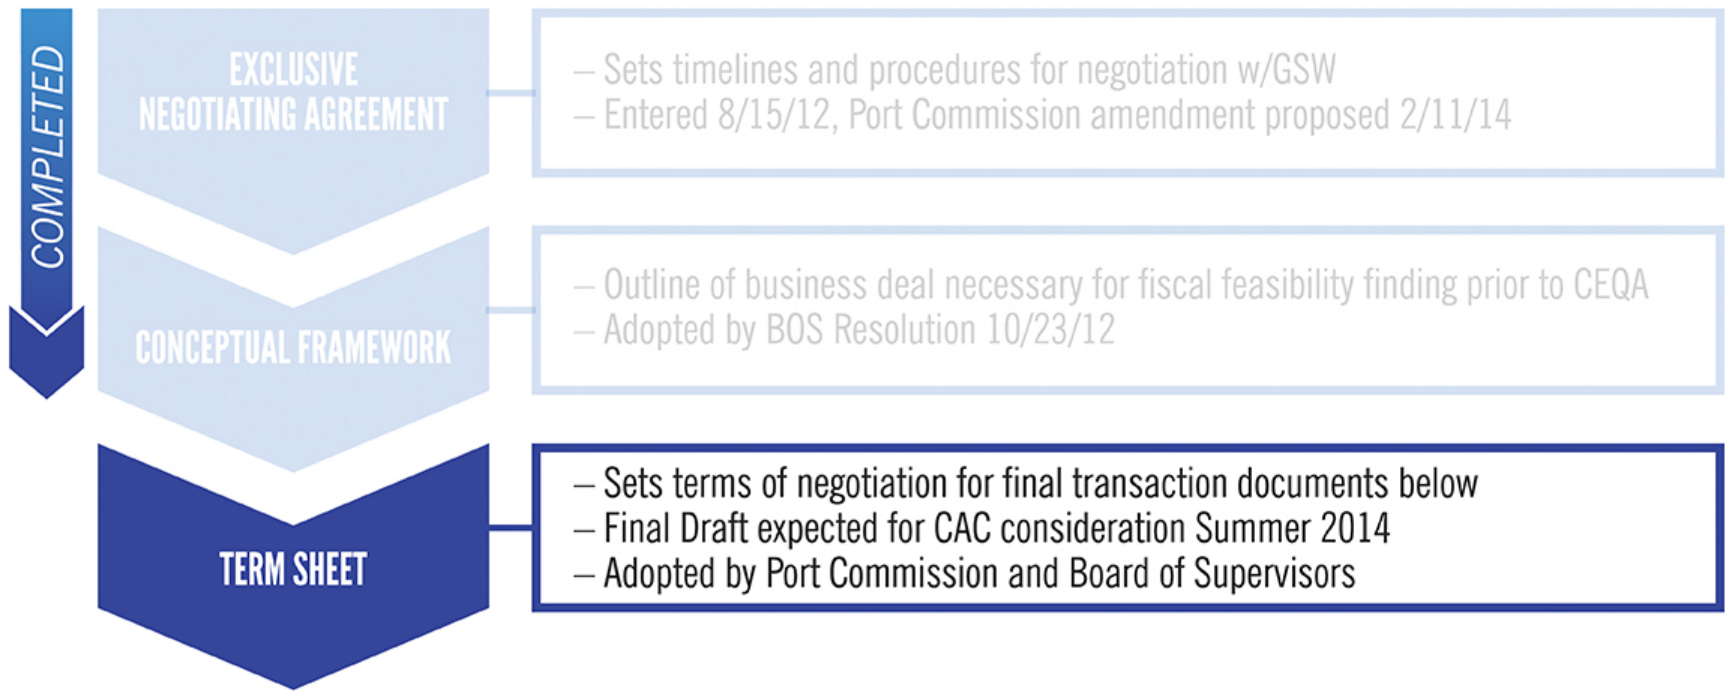 COMPLETED
EXCLUSIVE
NEGOTIATING AGREEMENT
– Sets timelines and procedures for negotiation w/GSW
– Entered 8/15/12, Port Commission amendment proposed 2/11/14
CONCEPTUAL FRAMEWORK
– Outline of business deal necessary for fiscal feasibility finding prior to CEQA
– Adopted by BOS Resolution 10/23/12
TERM SHEET
– Sets terms of negotiation for final transaction documents below
– Final Draft expected for CAC consideration Summer 2014
– Adopted by Port Commission and Board of Supervisors